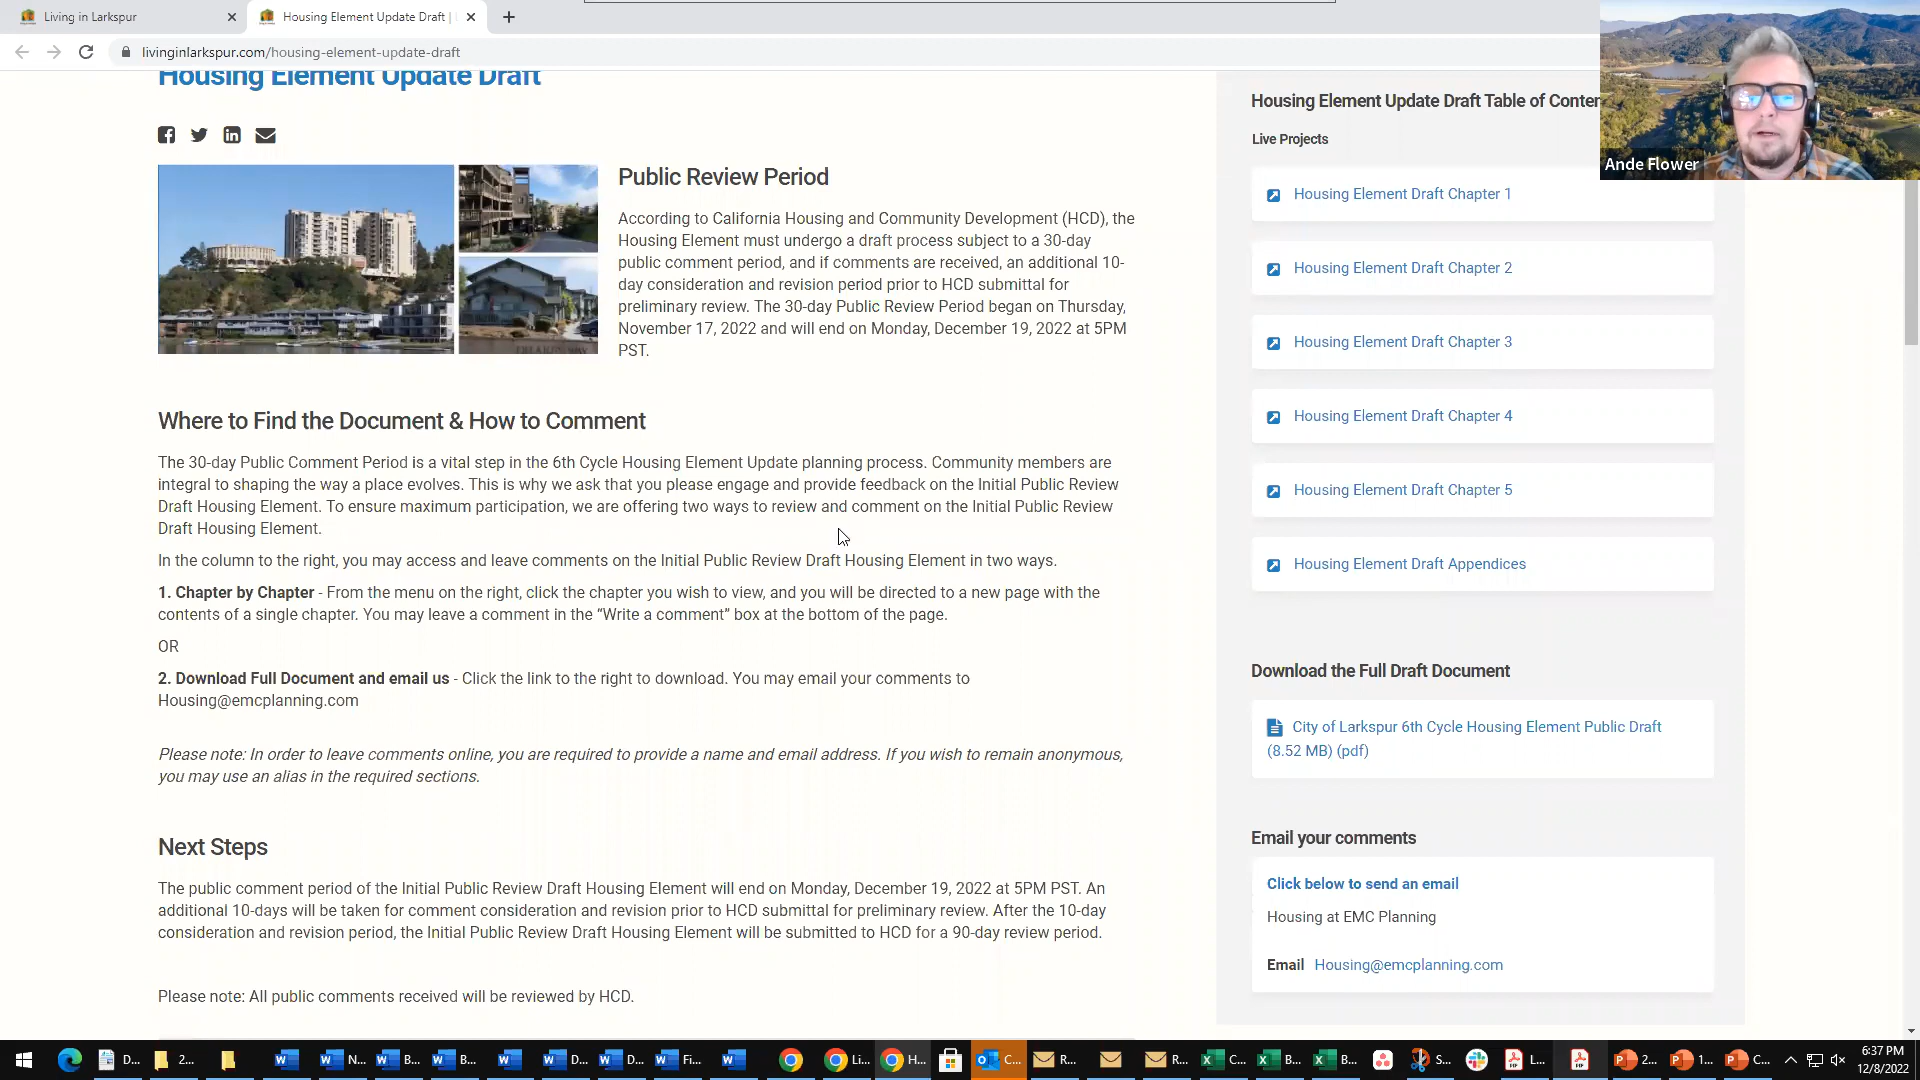 Living in Larkspur
Housing Element Update Draft |
livinginlarkspur.com/housing-element-update-draft
Ande Flower
Housing Element Update Draft
Public Review Period
According to California Housing and Community Development (HCD), the
Housing Element must undergo a draft process subject to a 30-day
public comment period, and if comments are received, an additional 10-
day consideration and revision period prior to HCD submittal for
preliminary review. The 30-day Public Review Period began on Thursday,
November 17, 2022 and will end on Monday, December 19, 2022 at 5PM
PST.
Where to Find the Document & How to Comment
The 30-day Public Comment Period is a vital step in the 6th Cycle Housing Element Update planning process. Community members are
integral to shaping the way a place evolves. This is why we ask that you please engage and provide feedback on the Initial Public Review
Draft Housing Element. To ensure maximum participation, we are offering two ways to review and comment on the Initial Public Review
Draft Housing Element.
In the column to the right, you may access and leave comments on the Initial Public Review Draft Housing Element in two ways.
1. Chapter by Chapter - From the menu on the right, click the chapter you wish to view, and you will be directed to a new page with the
contents of a single chapter. You may leave a comment in the “Write a comment” box at the bottom of the page.
OR
2. Download Full Document and email us - Click the link to the right to download. You may email your comments to
Housing@emcplanning.com
Please note: In order to leave comments online, you are required to provide a name and email address. If you wish to remain anonymous,
you may use an alias in the required sections.
Next Steps
The public comment period of the Initial Public Review Draft Housing Element will end on Monday, December 19, 2022 at 5PM PST. An
additional 10-days will be taken for comment consideration and revision prior to HCD submittal for preliminary review. After the 10-day
consideration and revision period, the Initial Public Review Draft Housing Element will be submitted to HCD for a 90-day review period.
Please note: All public comments received will be reviewed by HCD.
Housing Element Update Draft Table of Conten
Live Projects
Housing Element Draft Chapter 1
Housing Element Draft Chapter 2
Housing Element Draft Chapter 3
Housing Element Draft Chapter 4
Housing Element Draft Chapter 5
Housing Element Draft Appendices
Download the Full Draft Document
City of Larkspur 6th Cycle Housing Element Public Draft
(8.52 MB) (pdf)
Email your comments
Click below to send an email
Housing at EMC Planning
Email Housing@emcplanning.com
D... 2... N... B... B... D... D... Fi... Li... H... C... R... R... C... B... B... S... L... 2... 1... C...
6:37 PM
12/8/2022